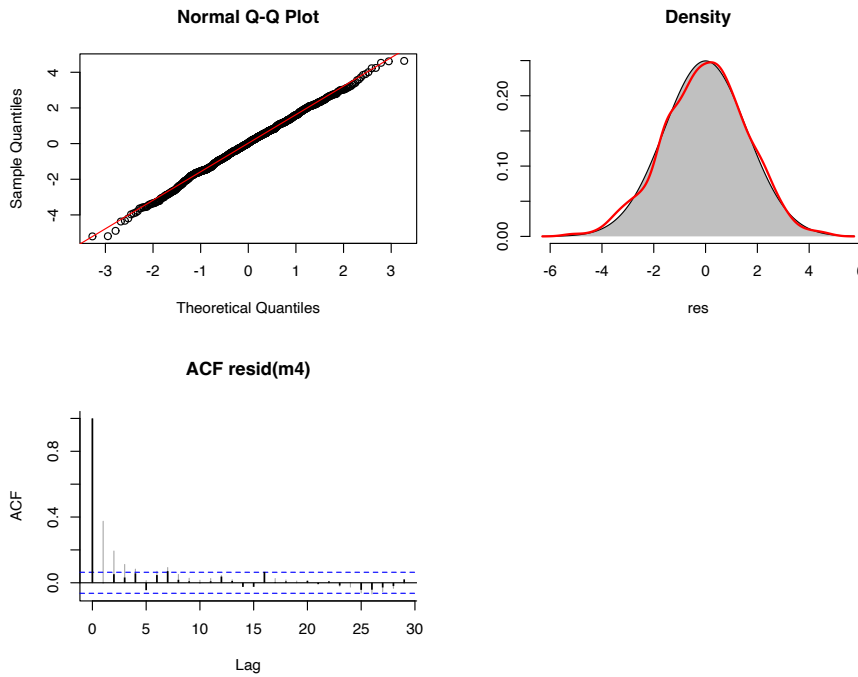 Normal Q-Q Plot
Sample Quantiles
4
2
0
-2
-4
-3 -2 -1 0 1 2 3
Theoretical Quantiles
Density
0.20
0.10
0.00
-6 -4 -2 0 2 4 6
res
ACF resid(m4)
ACF
0.8
0.4
0.0
0 5 10 15 20 25 30
Lag